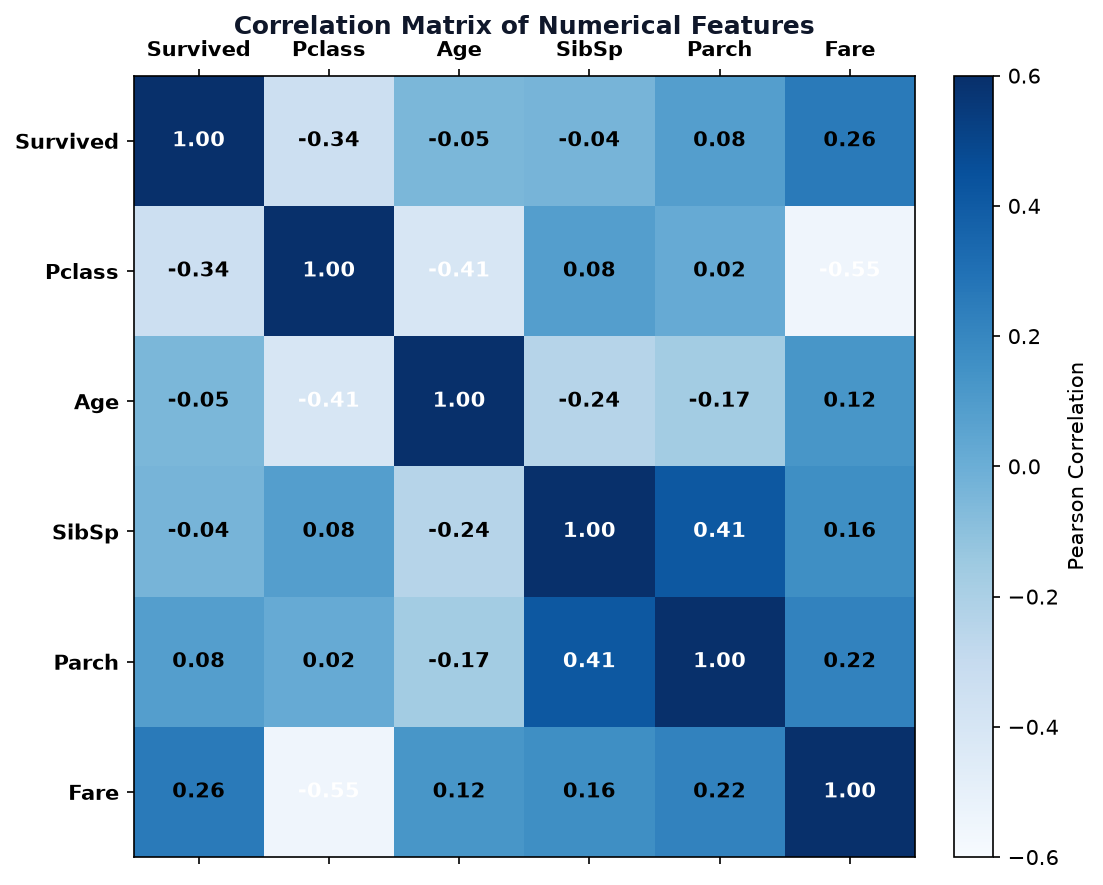 Correlation Matrix of Numerical Features
Survived Pclass Age SibSp Parch Fare
Survived 1.00 -0.34 -0.05 -0.04 0.08 0.26
Pclass -0.34 1.00 -0.41 0.08 0.02 -0.55
Age -0.05 -0.41 1.00 -0.24 -0.17 0.12
SibSp -0.04 0.08 -0.24 1.00 0.41 0.16
Parch 0.08 0.02 -0.17 0.41 1.00 0.22
Fare 0.26 -0.55 0.12 0.16 0.22 1.00
0.6
0.4
0.2
0.0
−0.2
−0.4
−0.6
Pearson Correlation